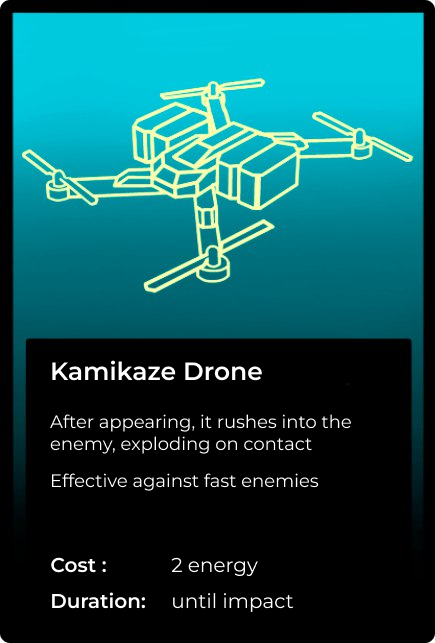 Kamikaze Drone
After appearing, it rushes into the
enemy, exploding on contact
Effective against fast enemies
Cost : 2 energy
Duration: until impact